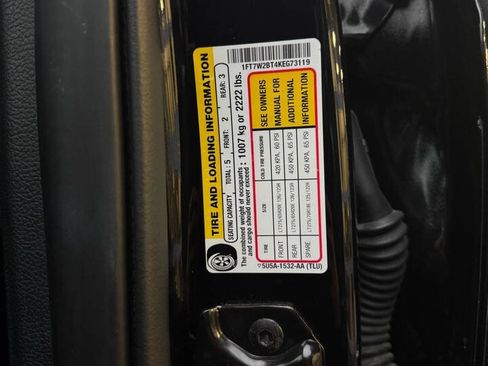 1FT7W2BT4KEG73119
TIRE AND LOADING INFORMATION
SEATING CAPACITY TOTAL: 5 FRONT: 2 REAR: 3
The combined weight of occupants
and cargo should never exceed: 1007 kg or 2222 lbs.
TIRE SIZE COLD TIRE PRESSURE
FRONT 420 KPA, 60 PSI
REAR 450 KPA, 65 PSI
SPARE 450 KPA, 65 PSI
SEE OWNERS
MANUAL FOR
ADDITIONAL
INFORMATION
5U5A-1532-AA (TLU)